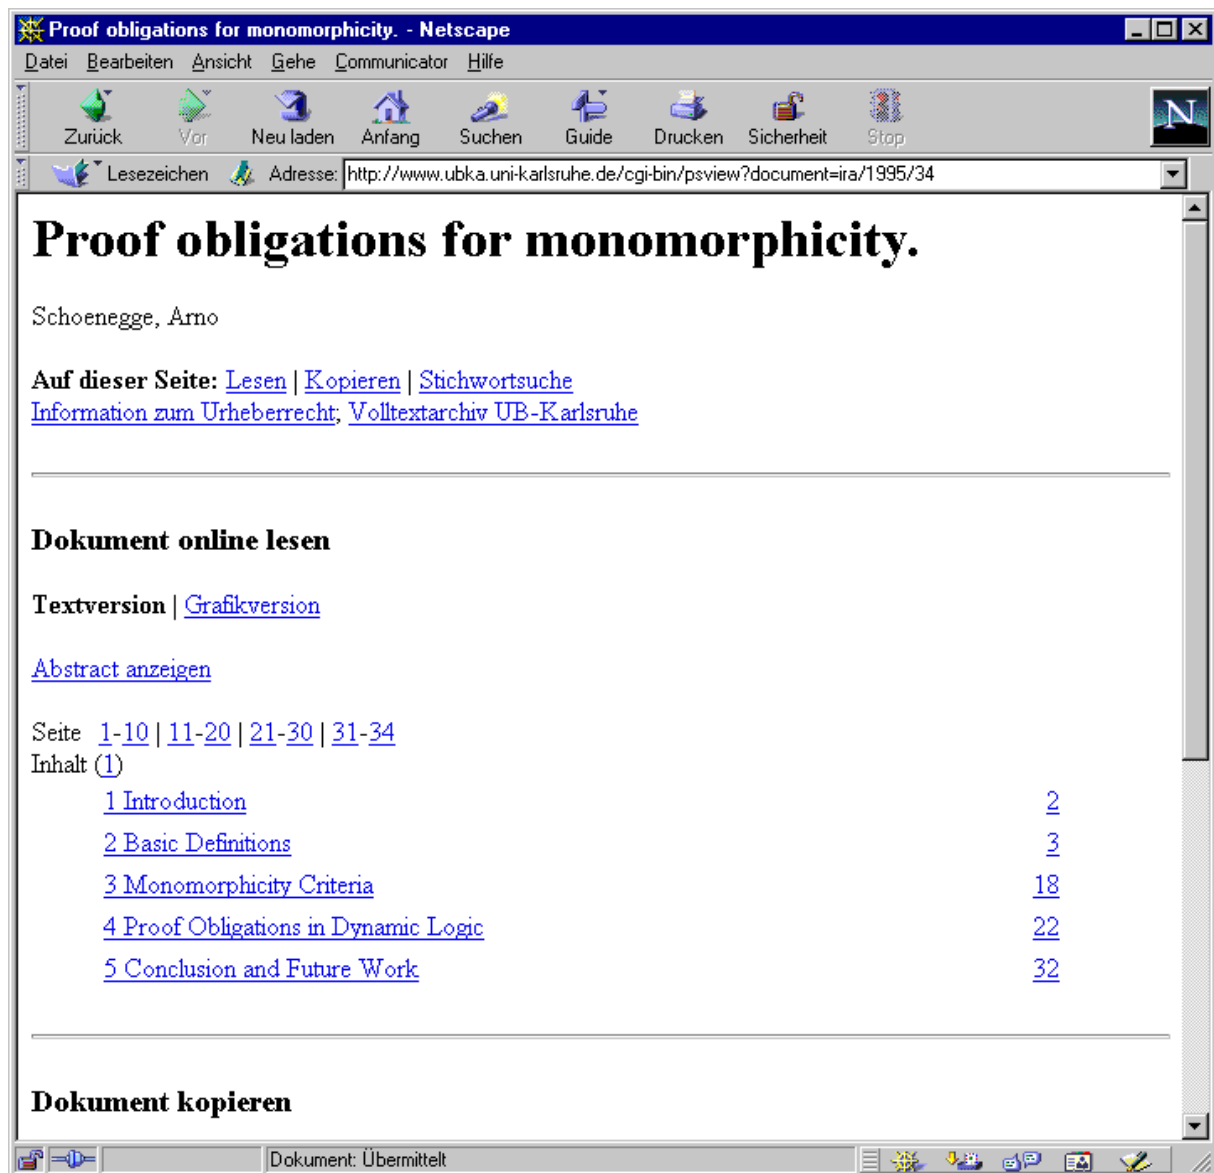 Proof obligations for monomorphicity. - Netscape
Datei Bearbeiten Ansicht Gehe Communicator Hilfe
Zurück Vor Neu laden Anfang Suchen Guide Drucken Sicherheit Stop
N
Lesezeichen Adresse: http://www.ubka.uni-karlsruhe.de/cgi-bin/psview?document=ira/1995/34
Proof obligations for monomorphicity.
Schoenegge, Arno
Auf dieser Seite: Lesen | Kopieren | Stichwortsuche
Information zum Urheberrecht; Volltextarchiv UB-Karlsruhe
Dokument online lesen
Textversion | Grafikversion
Abstract anzeigen
Seite 1-10 | 11-20 | 21-30 | 31-34
Inhalt (1)
1 Introduction 2
2 Basic Definitions 3
3 Monomorphicity Criteria 18
4 Proof Obligations in Dynamic Logic 22
5 Conclusion and Future Work 32
Dokument kopieren
Dokument: Übermittelt